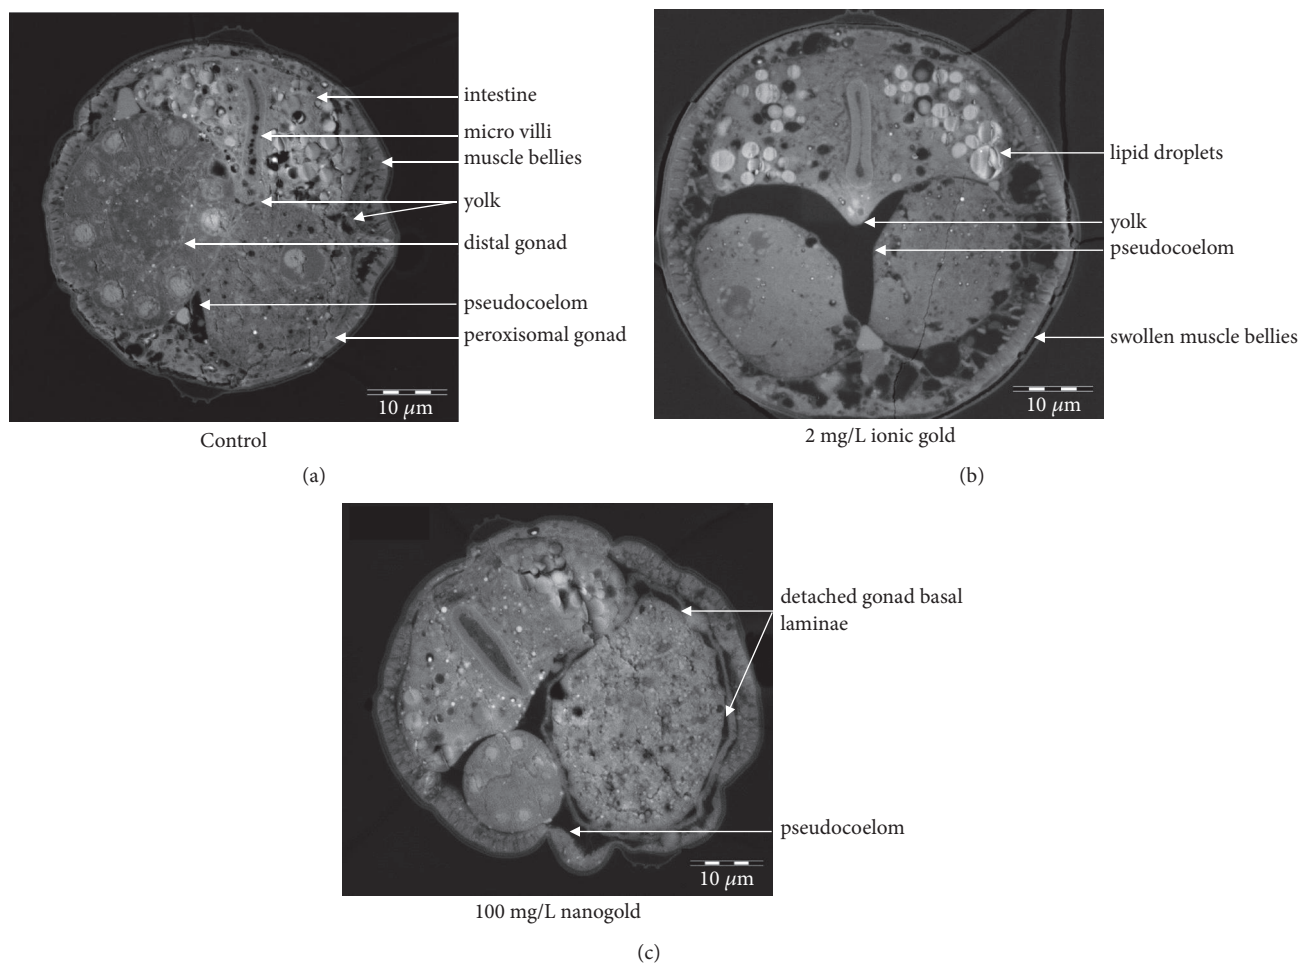 intestine
micro villi
muscle bellies
yolk
distal gonad
pseudocoelom
peroxisomal gonad
10 μm
Control
(a)
lipid droplets
yolk
pseudocoelom
swollen muscle bellies
10 μm
2 mg/L ionic gold
(b)
detached gonad basal
laminae
pseudocoelom
10 μm
100 mg/L nanogold
(c)